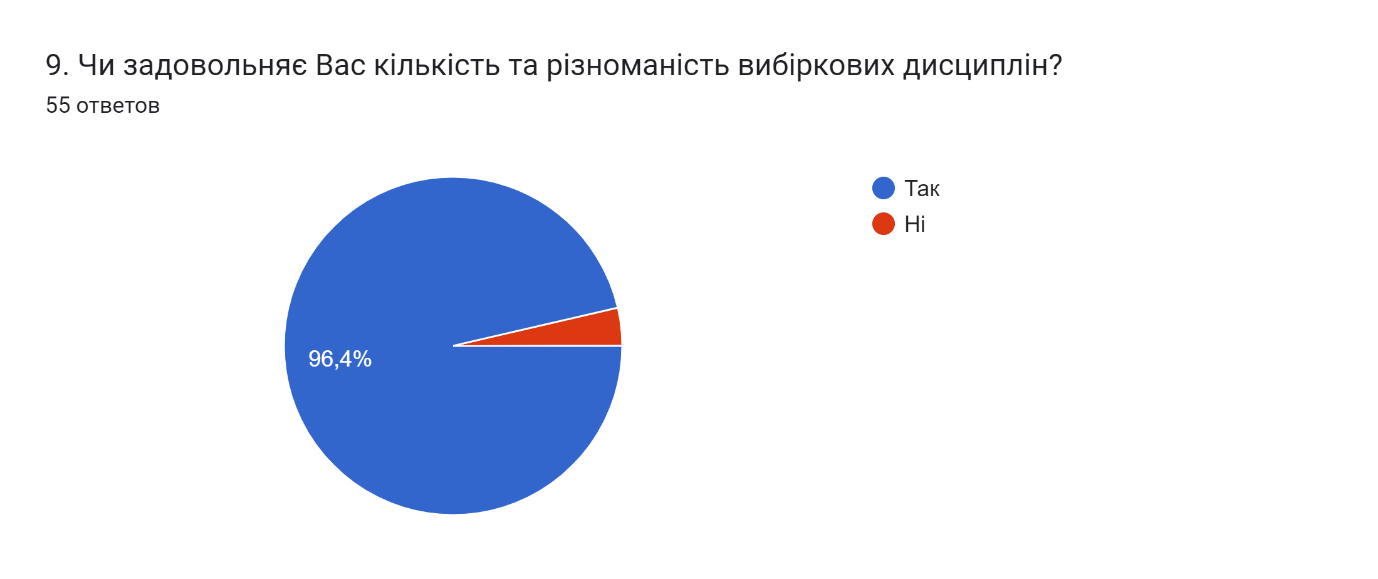 9. Чи задовольняє Вас кількість та різноманість вибіркових дисциплін?
55 ответов
Так
Ні
96,4%